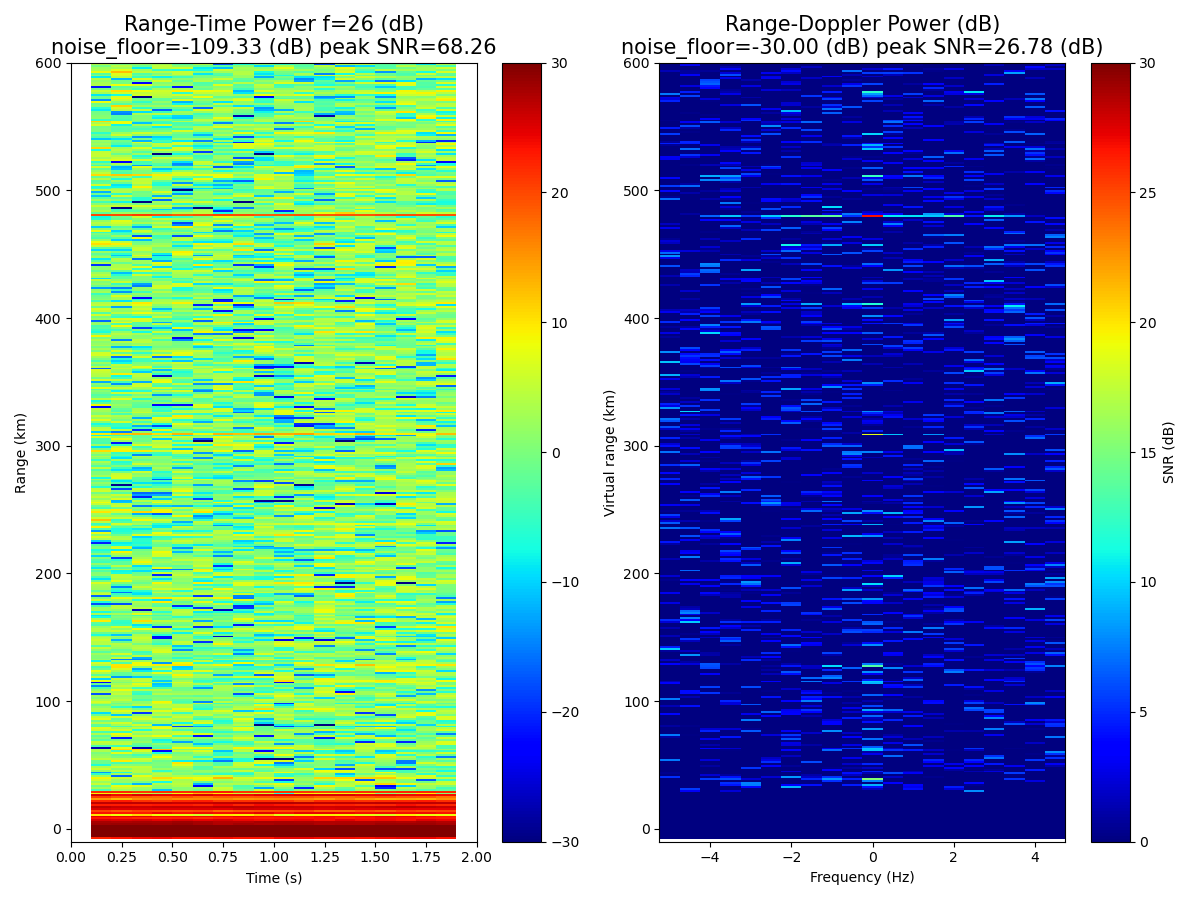 Range-Time Power f=26 (dB)
noise_floor=-109.33 (dB) peak SNR=68.26
600
500
400
300
200
100
0
Range (km)
0.00 0.25 0.50 0.75 1.00 1.25 1.50 1.75 2.00
Time (s)
30
20
10
0
−10
−20
−30
Range-Doppler Power (dB)
noise_floor=-30.00 (dB) peak SNR=26.78 (dB)
600
500
400
300
200
100
0
Virtual range (km)
−4 −2 0 2 4
Frequency (Hz)
30
25
20
15
10
5
0
SNR (dB)